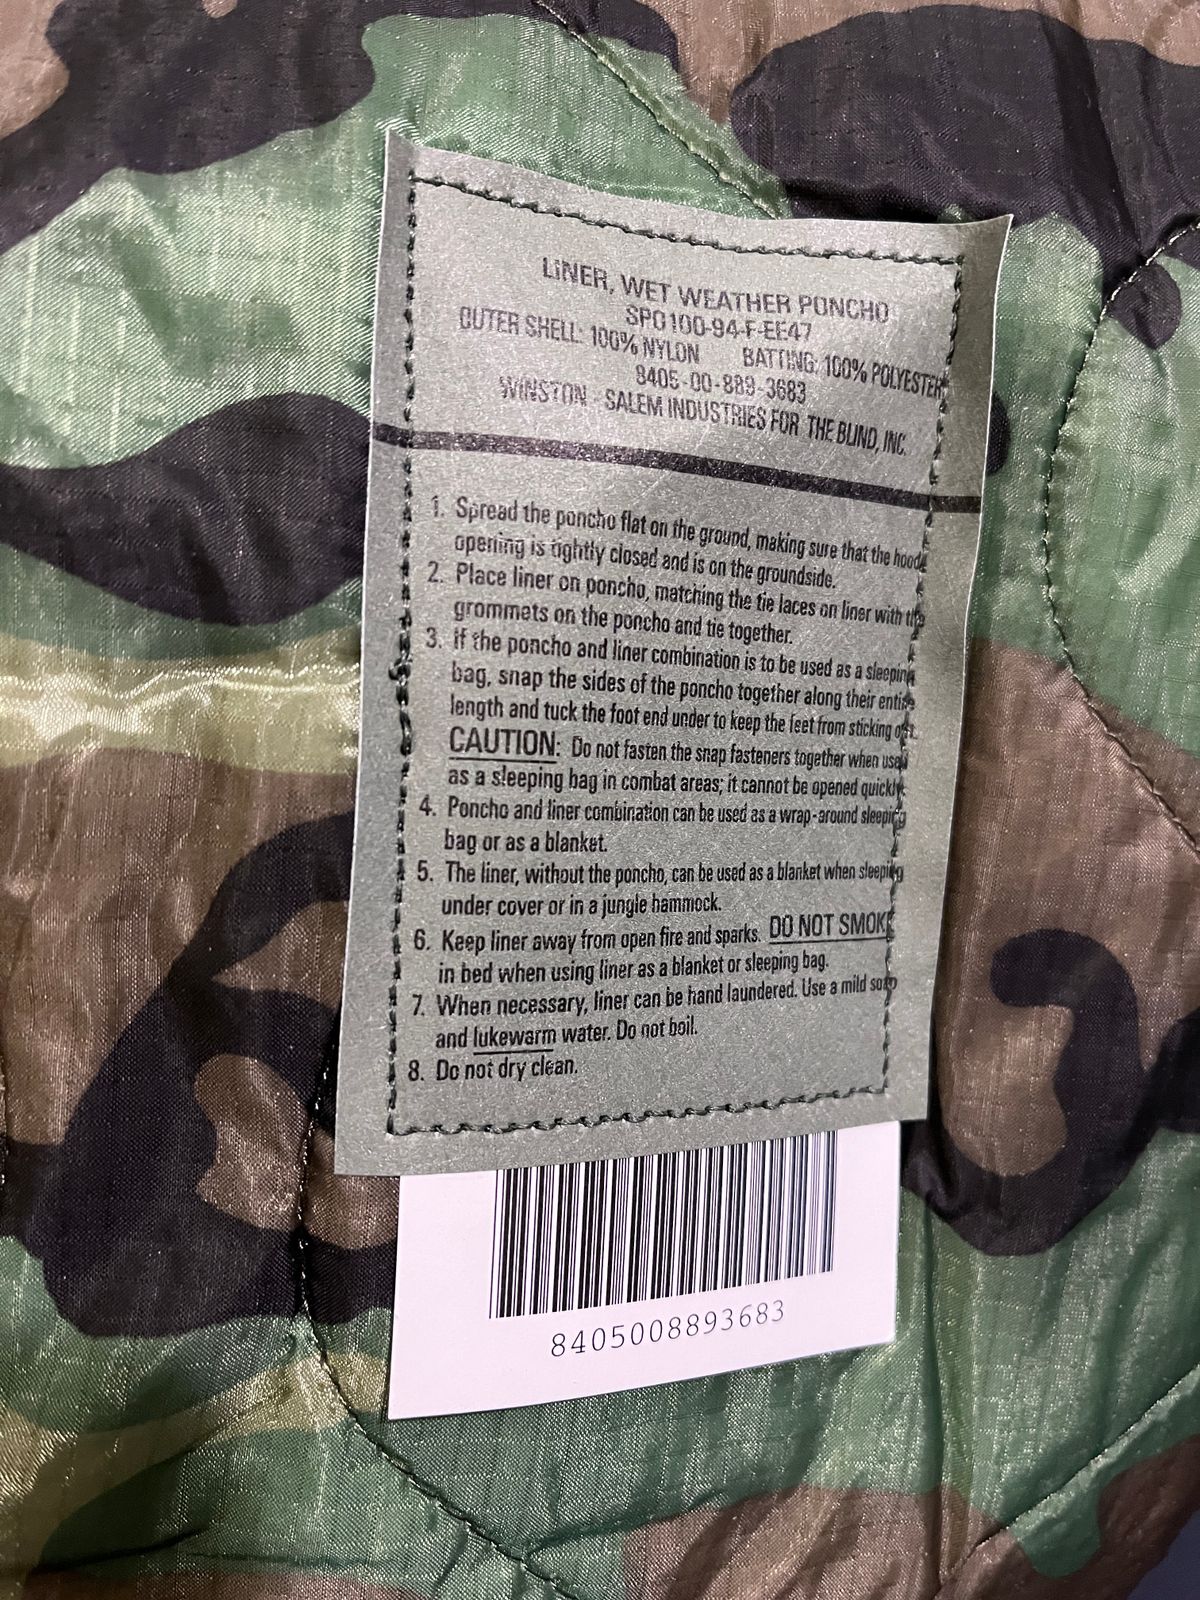 LINER, WET WEATHER PONCHO
SPO100-94-F-EE47
OUTER SHELL: 100% NYLON BATTING: 100% POLYESTER
8405-00-889-3683
WINSTON - SALEM INDUSTRIES FOR THE BLIND, INC.
1. Spread the poncho flat on the ground, making sure that the hood
opening is tightly closed and is on the groundside.
2. Place liner on poncho, matching the tie laces on liner with the
grommets on the poncho and tie together.
3. If the poncho and liner combination is to be used as a sleeping
bag, snap the sides of the poncho together along their entire
length and tuck the foot end under to keep the feet from sticking out.
CAUTION: Do not fasten the snap fasteners together when used
as a sleeping bag in combat areas; it cannot be opened quickly.
4. Poncho and liner combination can be used as a wrap-around sleeping
bag or as a blanket.
5. The liner, without the poncho, can be used as a blanket when sleeping
under cover or in a jungle hammock.
6. Keep liner away from open fire and sparks. DO NOT SMOKE
in bed when using liner as a blanket or sleeping bag.
7. When necessary, liner can be hand laundered. Use a mild soap
and lukewarm water. Do not boil.
8. Do not dry clean.
8405008893683